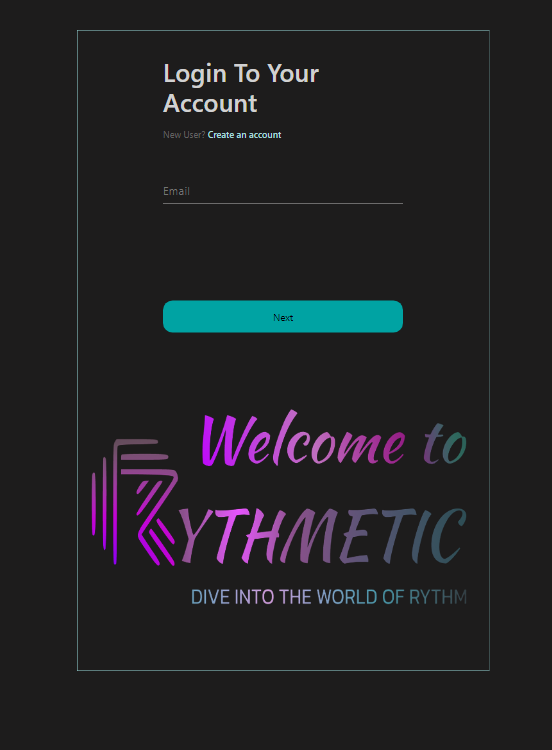 Login To Your
Account
New User? Create an account
Email
Next
Welcome to
RYTHMETIC
DIVE INTO THE WORLD OF RYTHM